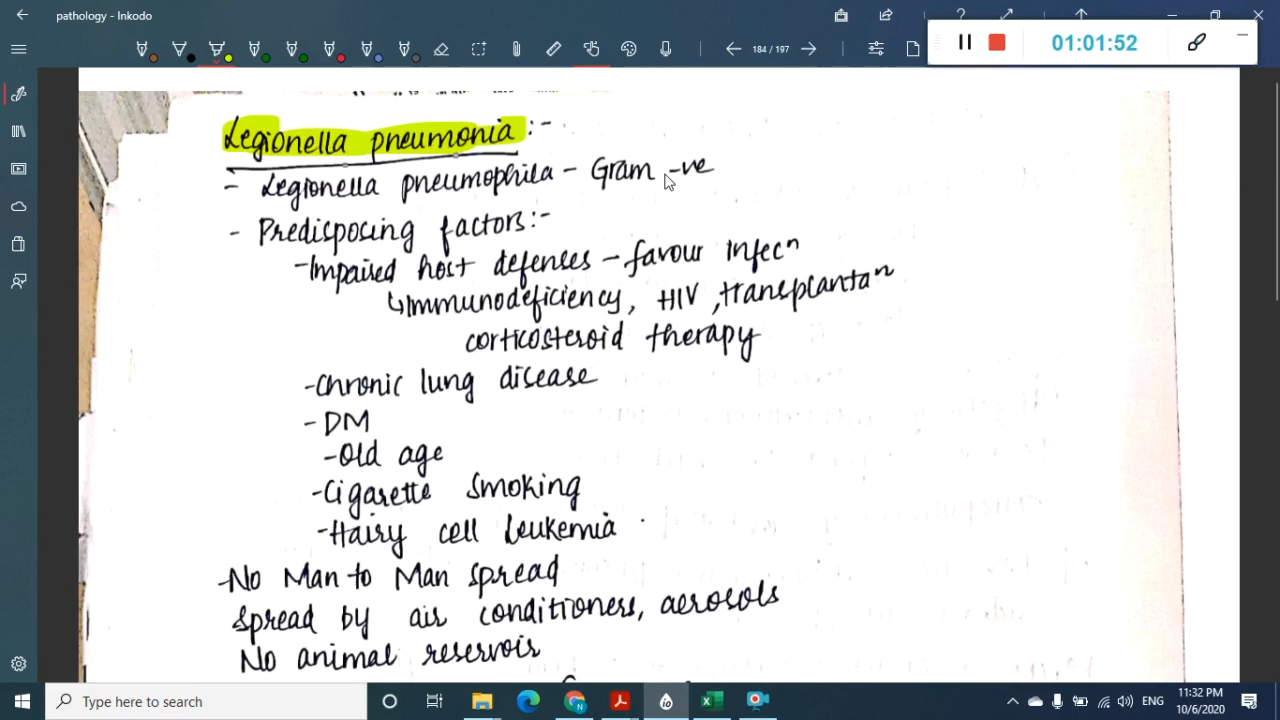 pathology - Inkodo
184 / 197
01:01:52
Legionella pneumonia :-
- Legionella pneumophila - Gram -ve
- Predisposing factors:-
-Impaired host defenses - favour infecn
↳Immunodeficiency, HIV, transplantan
corticosteroid therapy
-chronic lung disease
- DM
-Old age
-Cigarette smoking
-Hairy cell leukemia
-No Man to Man spread
spread by air conditioners, aerosols
No animal reservoir
Type here to search
ENG
11:32 PM
10/6/2020